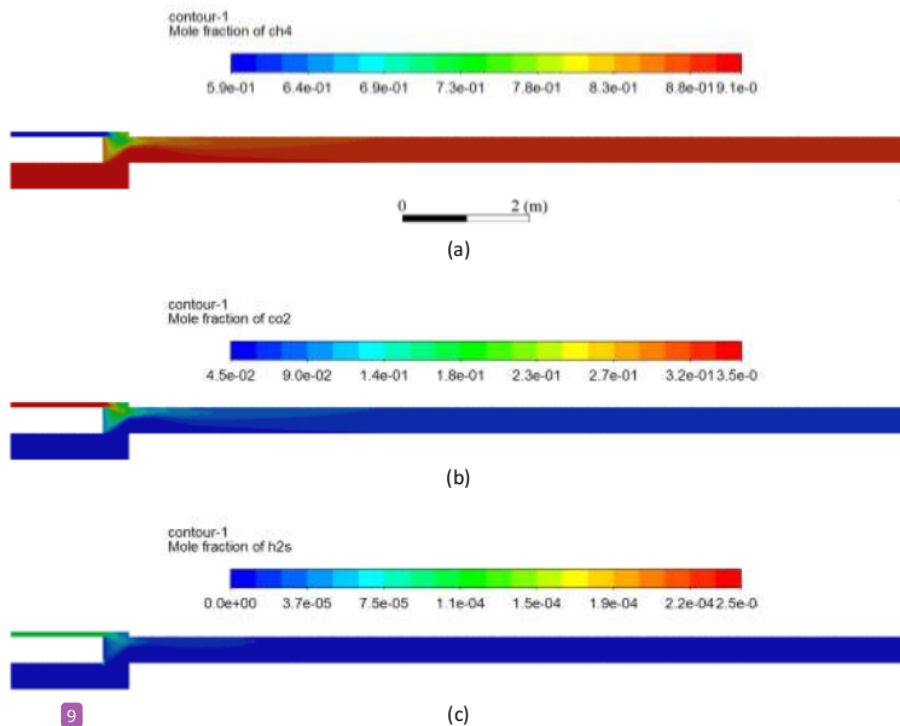 contour-1
Mole fraction of ch4
5.9e-01 6.4e-01 6.9e-01 7.3e-01 7.8e-01 8.3e-01 8.8e-019.1e-0
0 2 (m)
(a)
contour-1
Mole fraction of co2
4.5e-02 9.0e-02 1.4e-01 1.8e-01 2.3e-01 2.7e-01 3.2e-013.5e-0
(b)
contour-1
Mole fraction of h2s
0.0e+00 3.7e-05 7.5e-05 1.1e-04 1.5e-04 1.9e-04 2.2e-042.5e-0
9
(c)